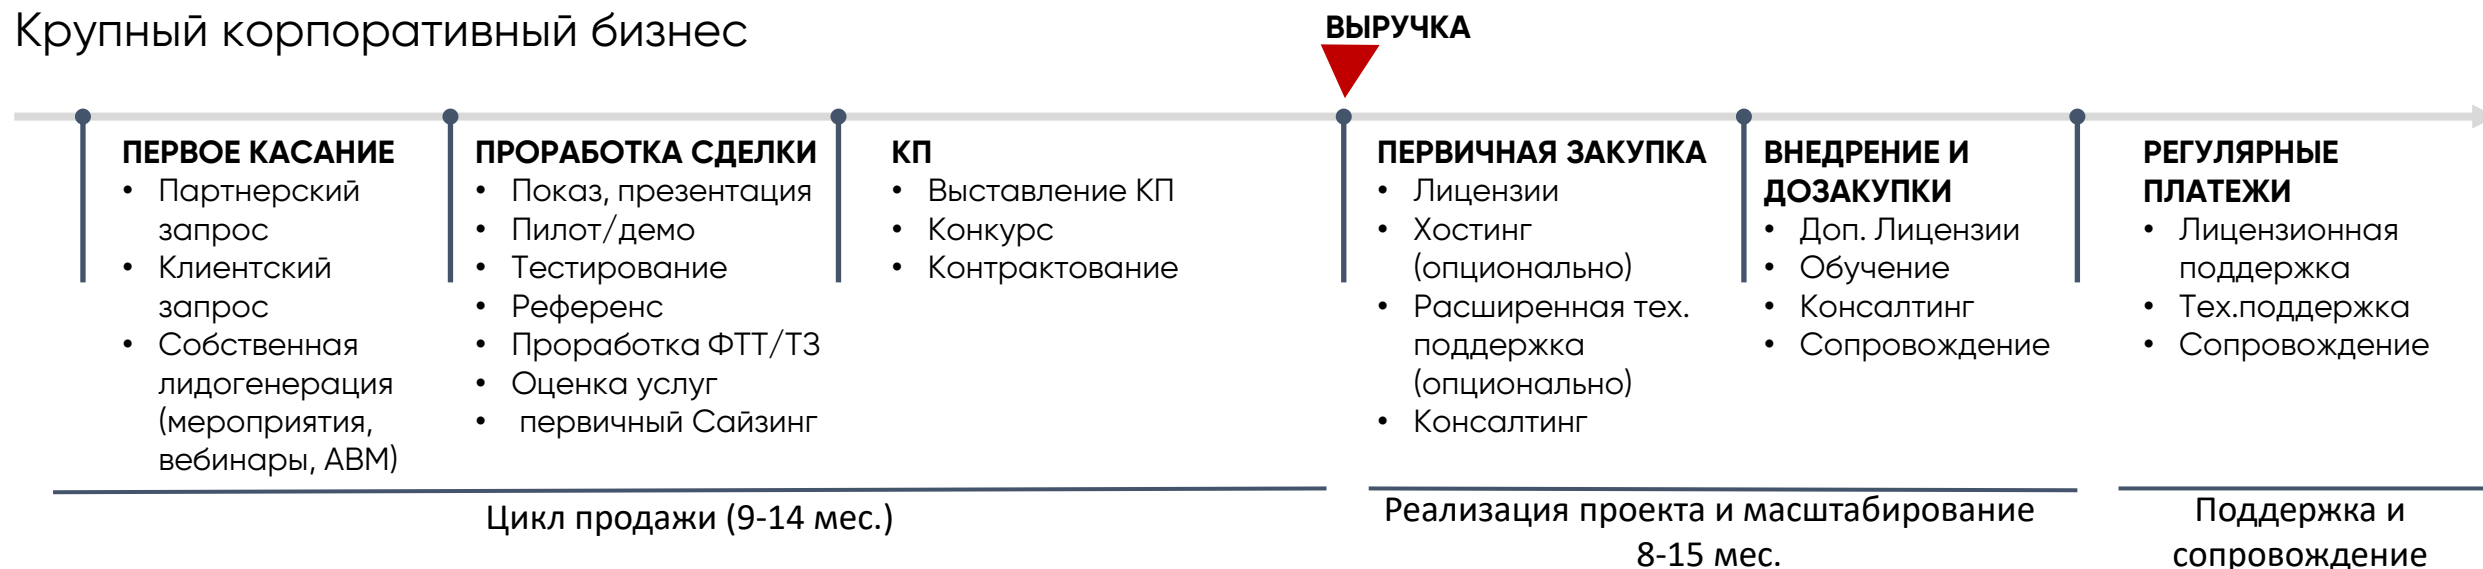 Крупный корпоративный бизнес
ВЫРУЧКА
ПЕРВОЕ КАСАНИЕ
• Партнерский
запрос
• Клиентский
запрос
• Собственная
лидогенерация
(мероприятия,
вебинары, АВМ)
ПРОРАБОТКА СДЕЛКИ
• Показ, презентация
• Пилот/демо
• Тестирование
• Референс
• Проработка ФТТ/ТЗ
• Оценка услуг
• первичный Сайзинг
КП
• Выставление КП
• Конкурс
• Контрактование
ПЕРВИЧНАЯ ЗАКУПКА
• Лицензии
• Хостинг
(опционально)
• Расширенная тех.
поддержка
(опционально)
• Консалтинг
ВНЕДРЕНИЕ И
ДОЗАКУПКИ
• Доп. Лицензии
• Обучение
• Консалтинг
• Сопровождение
РЕГУЛЯРНЫЕ
ПЛАТЕЖИ
• Лицензионная
поддержка
• Тех.поддержка
• Сопровождение
Цикл продажи (9-14 мес.)
Реализация проекта и масштабирование
8-15 мес.
Поддержка и
сопровождение